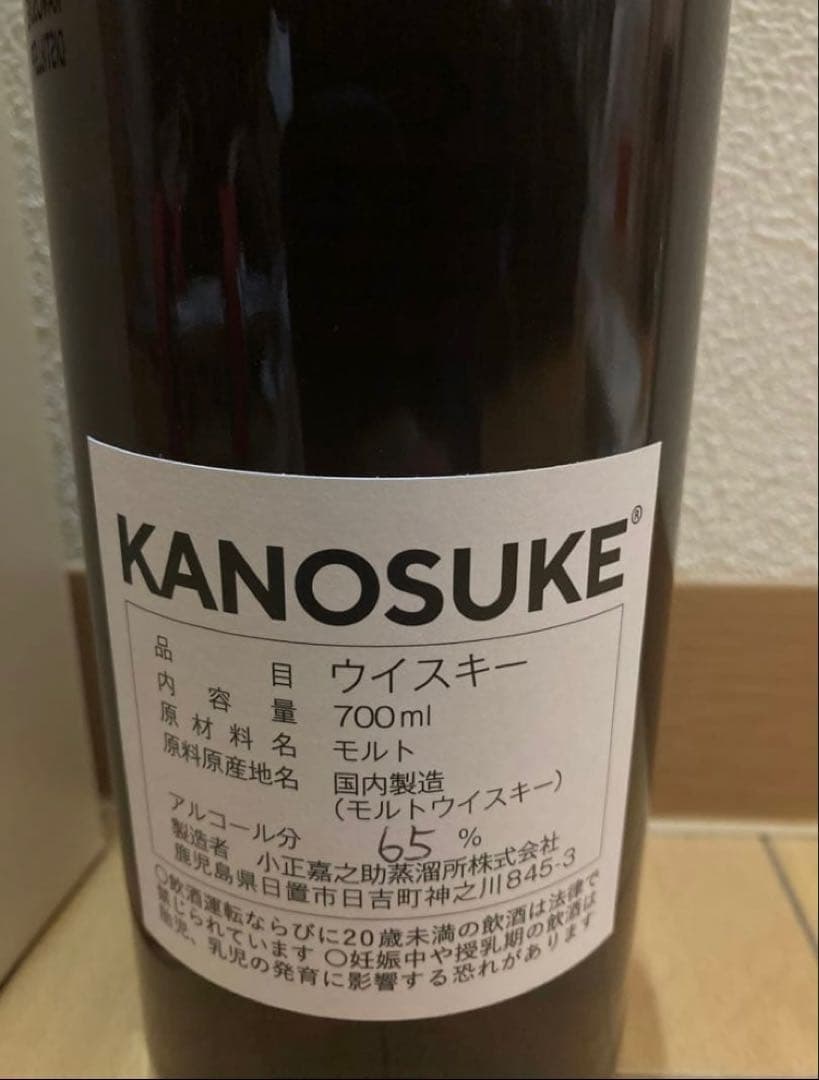 KANOSUKE®
品目 ウイスキー
内容量 700ml
原材料名 モルト
原料原産地名 国内製造
(モルトウイスキー)
アルコール分 65 %
製造者 小正嘉之助蒸溜所株式会社
鹿児島県日置市日吉町神之川845-3
○飲酒運転ならびに20歳未満の飲酒は法律で
禁じられています ○妊娠中や授乳期の飲酒は
胎児、乳児の発育に影響する恐れがあります